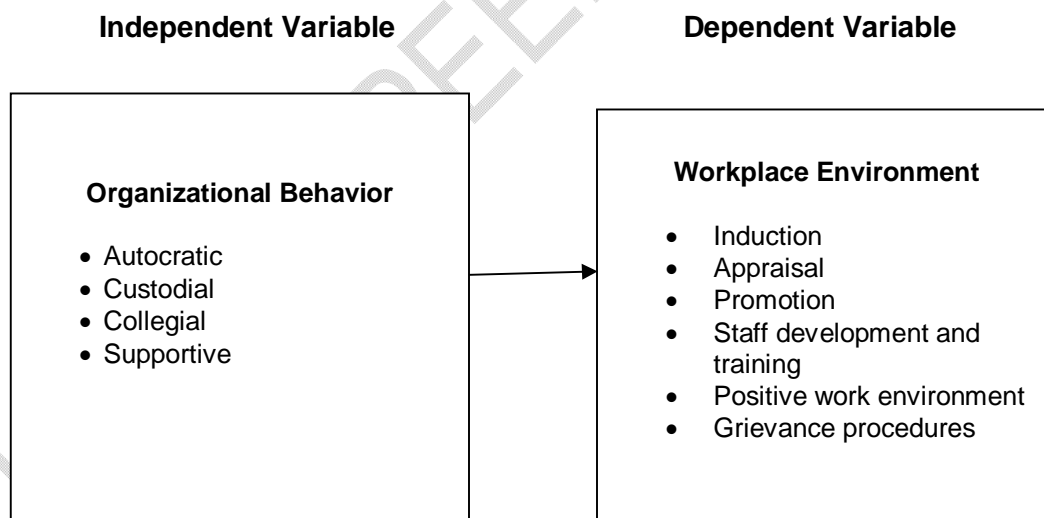 Independent Variable
Dependent Variable
Organizational Behavior
• Autocratic
• Custodial
• Collegial
• Supportive
Workplace Environment
• Induction
• Appraisal
• Promotion
• Staff development and
training
• Positive work environment
• Grievance procedures